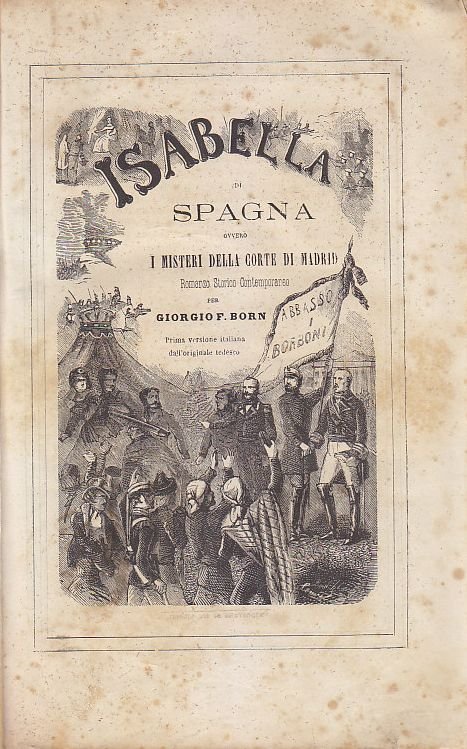 ISABELLA
DI
SPAGNA
OVVERO
I MISTERI DELLA CORTE DI MADRID
Romanzo Storico Contemporaneo
PER
GIORGIO F. BORN
Prima versione italiana
dall'originale tedesco
ABBASSO
I
BORBONI